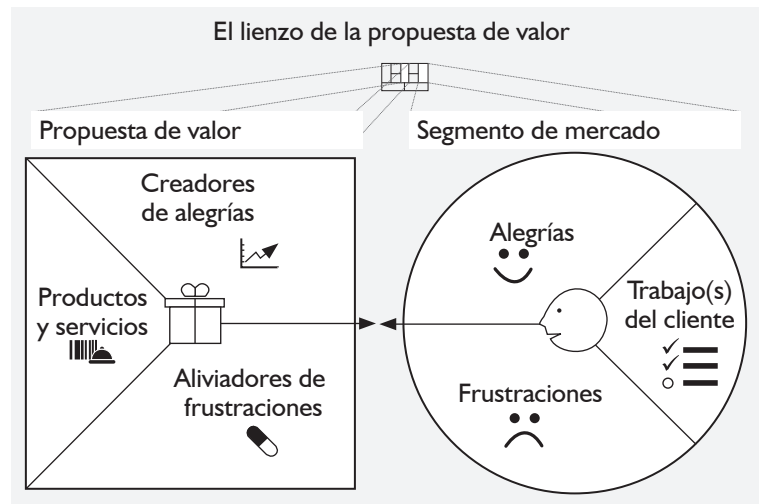 El lienzo de la propuesta de valor
Propuesta de valor
Segmento de mercado
Creadores
de alegrías
Productos
y servicios
Aliviadores de
frustraciones
Alegrías
Trabajo(s)
del cliente
Frustraciones